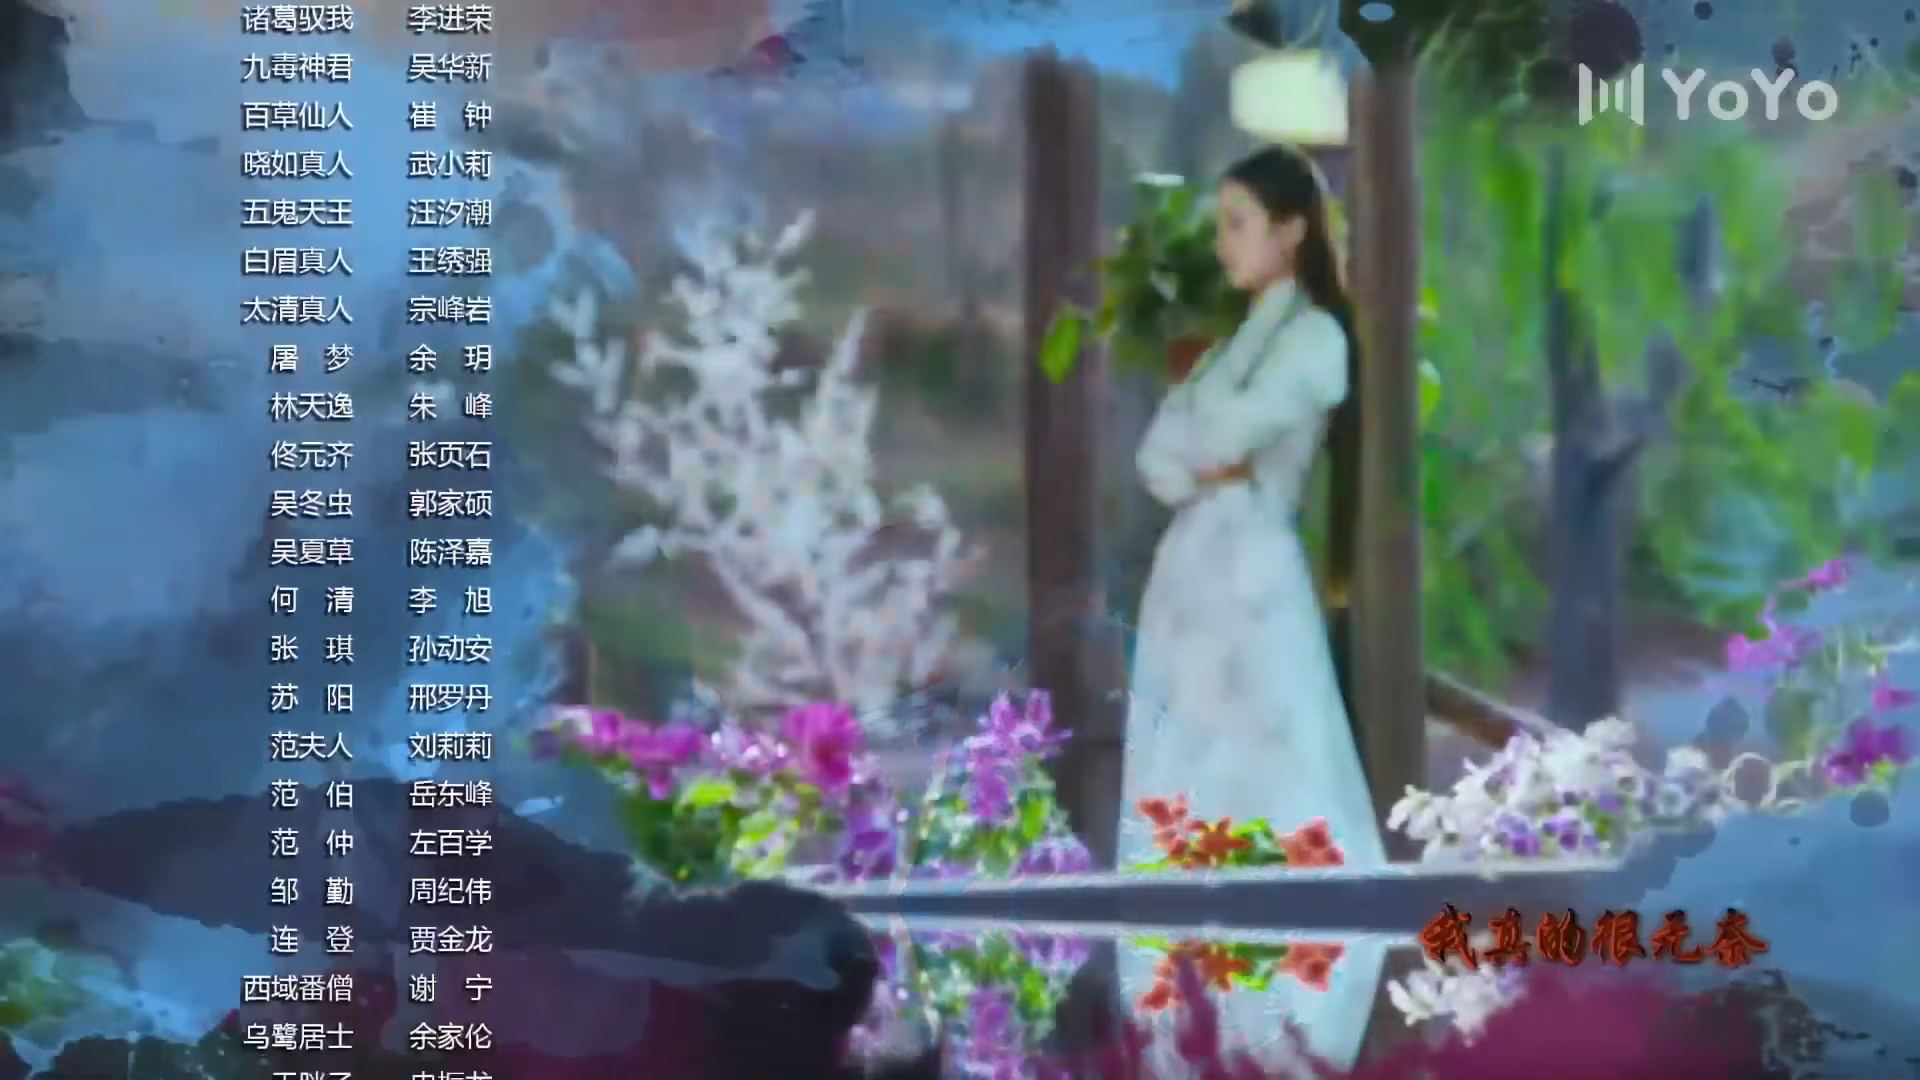 诸葛驭我 李进荣
九毒神君 吴华新
百草仙人 崔 钟
晓如真人 武小莉
五鬼天王 汪汐潮
白眉真人 王绣强
太清真人 宗峰岩
屠 梦 余 玥
林天逸 朱 峰
佟元齐 张页石
吴冬虫 郭家硕
吴夏草 陈泽嘉
何 清 李 旭
张 琪 孙动安
苏 阳 邢罗丹
范夫人 刘莉莉
范 伯 岳东峰
范 仲 左百学
邹 勤 周纪伟
连 登 贾金龙
西域番僧 谢 宁
乌鹭居士 余家伦
YoYo
我真的很无奈